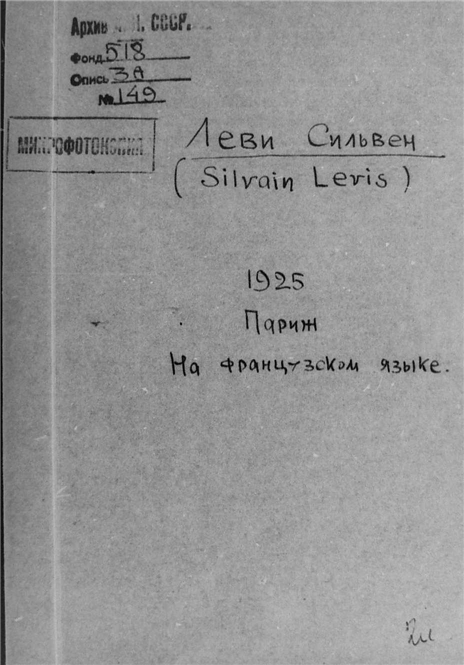 Архив СССР.
Фонд 518
Опись 3А
№ 149
МИКРОФОТОКОПИЯ
Леви Сильвен
(Silvain Levis)
1925
Париж
На французском языке.